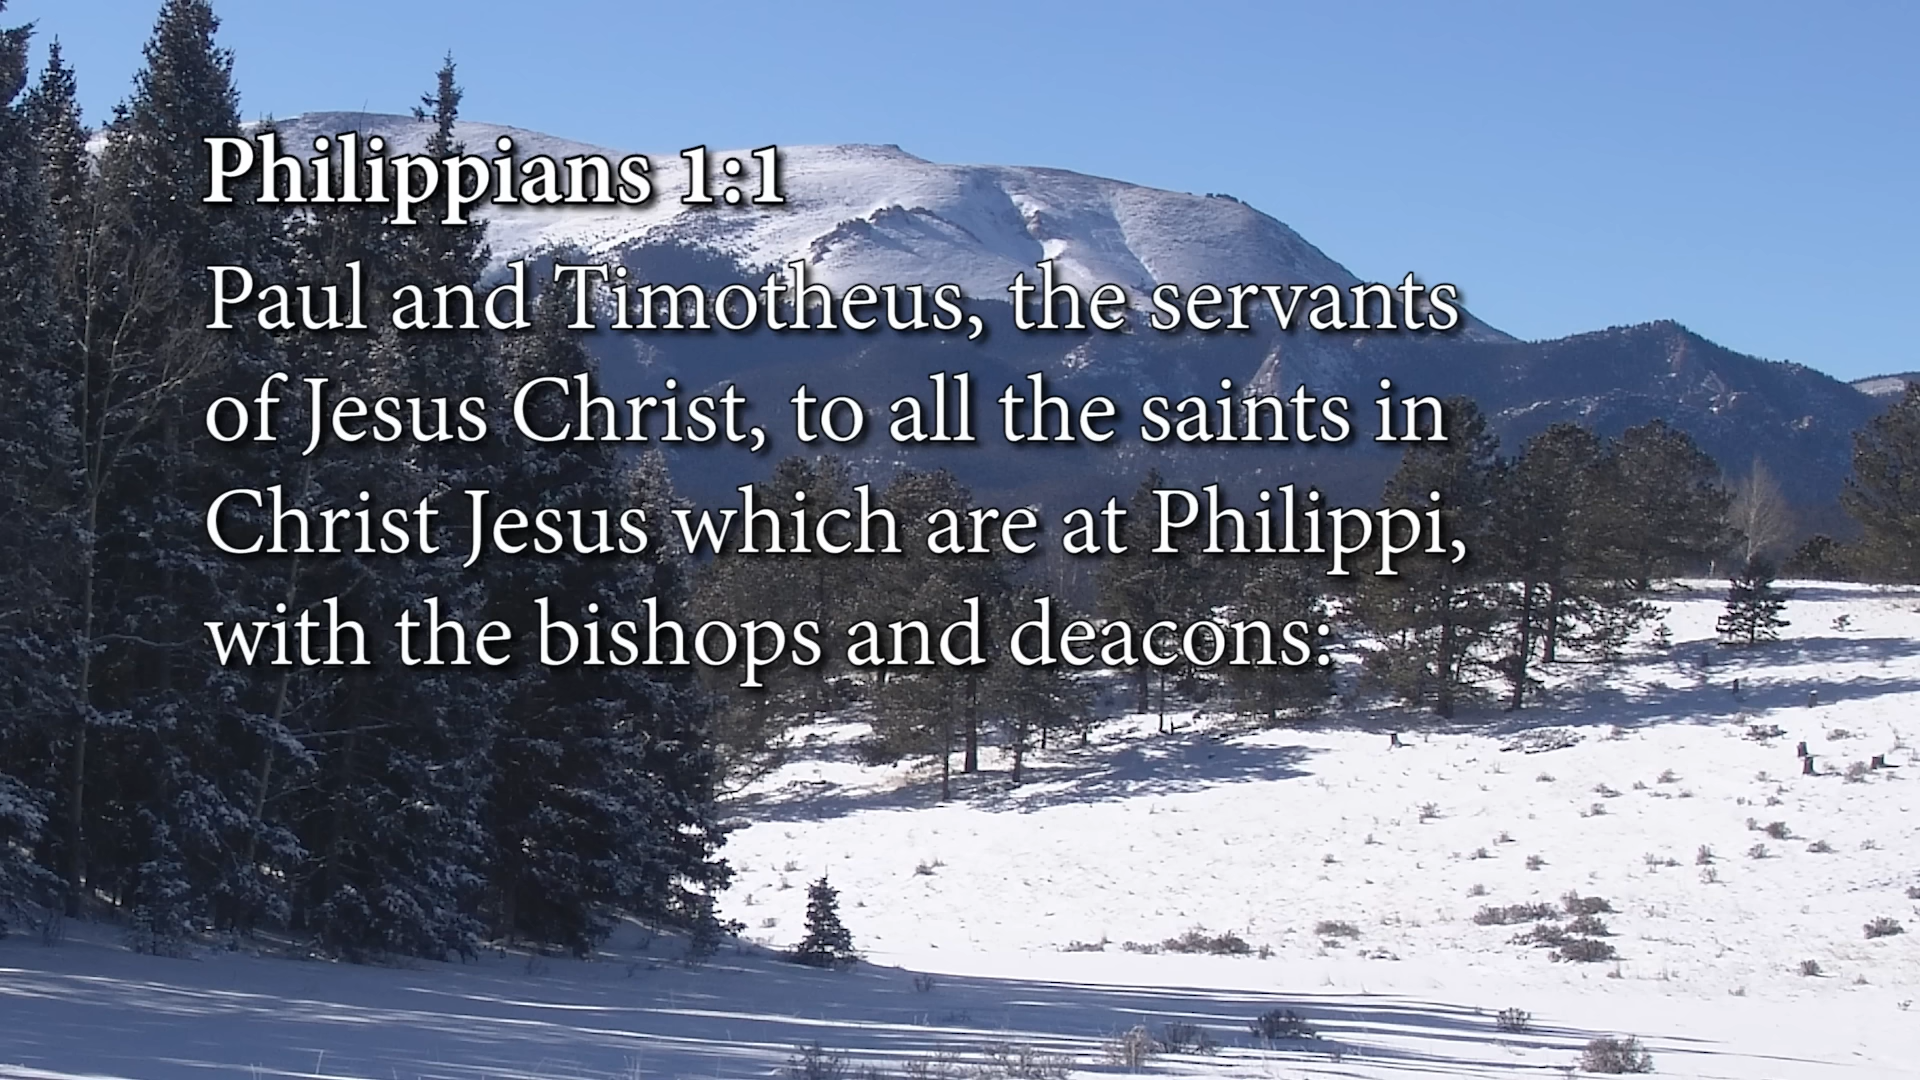 Philippians 1:1
Paul and Timotheus, the servants
of Jesus Christ, to all the saints in
Christ Jesus which are at Philippi,
with the bishops and deacons: